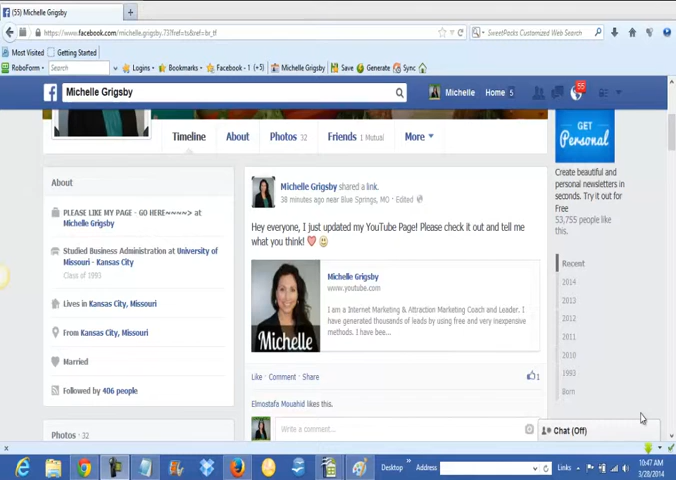 (55) Michelle Grigsby
https://www.facebook.com/michelle.grigsby.73?fref=ts&ref=br_tf
SweetPacks Customized Web Search
Most Visited Getting Started
RoboForm Search Logins Bookmarks Facebook - 1 (+5) Michelle Grigsby Save Generate Sync
Michelle Grigsby
Michelle Home 5
55
Timeline About Photos 32 Friends 1 Mutual More
GET
Personal
Create beautiful and
personal newsletters in
seconds. Try it out for
Free
53,755 people like
this.
About
PLEASE LIKE MY PAGE - GO HERE~~~~> at
Michelle Grigsby
Studied Business Administration at University of
Missouri - Kansas City
Class of 1993
Lives in Kansas City, Missouri
From Kansas City, Missouri
Married
Followed by 406 people
Photos · 32
Michelle Grigsby shared a link.
38 minutes ago near Blue Springs, MO · Edited
Hey everyone, I just updated my YouTube Page! Please check it out and tell me
what you think!
Michelle
Michelle Grigsby
www.youtube.com
I am a Internet Marketing & Attraction Marketing Coach and Leader. I
have generated thousands of leads by using free and very inexpensive
methods. I have bee...
Like · Comment · Share
1
Elmostafa Mouahid likes this.
Write a comment...
Recent
2014
2013
2012
2011
2010
1993
Born
Chat (Off)
Desktop » Address Links »
10:47 AM
3/28/2014